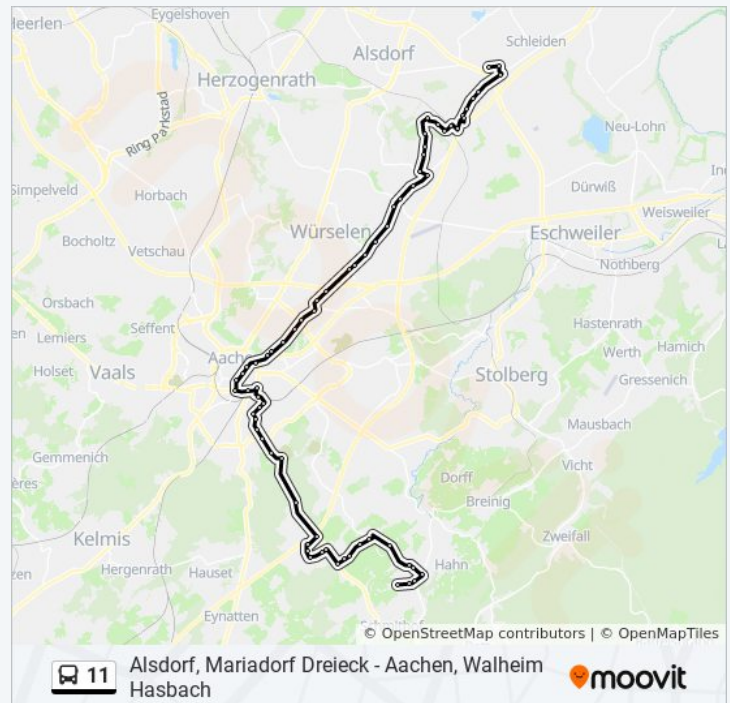 Eygelshoven
Schleiden
Heerlen
Alsdorf
Herzogenrath
Ring Parkstad
Neu-Lohn
Simpelveld
Horbach
Dürwiß
Weisweiler
Würselen
Eschweiler
Bocholtz
Vetschau
Nothberg
Orsbach
Seffent
Hastenrath
Lemiers
Werth
Hamich
Aachen
Holset
Vaals
Stolberg
Gressenich
Mausbach
Gemmenich
Vicht
Dorff
Breinig
Kelmis
Zweifall
Hergenrath
Hauset
Hahn
Eynatten
© OpenStreetMap contributors | © OpenMapTiles
11
Alsdorf, Mariadorf Dreieck - Aachen, Walheim
Hasbach
moovit